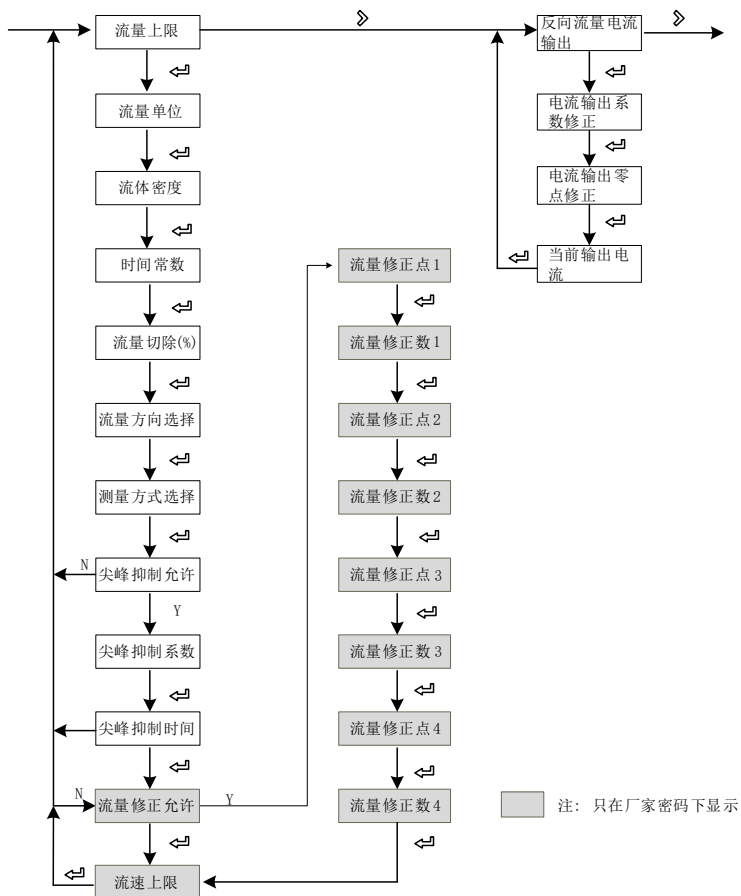 流量上限
流量单位
流体密度
时间常数
流量切除(%)
流量方向选择
测量方式选择
N
尖峰抑制允许
Y
尖峰抑制系数
尖峰抑制时间
N
流量修正允许
Y
流速上限
流量修正点1
流量修正数1
流量修正点2
流量修正数2
流量修正点3
流量修正数3
流量修正点4
流量修正数4
反向流量电流
输出
电流输出系
数修正
电流输出零
点修正
当前输出电
流
注: 只在厂家密码下显示